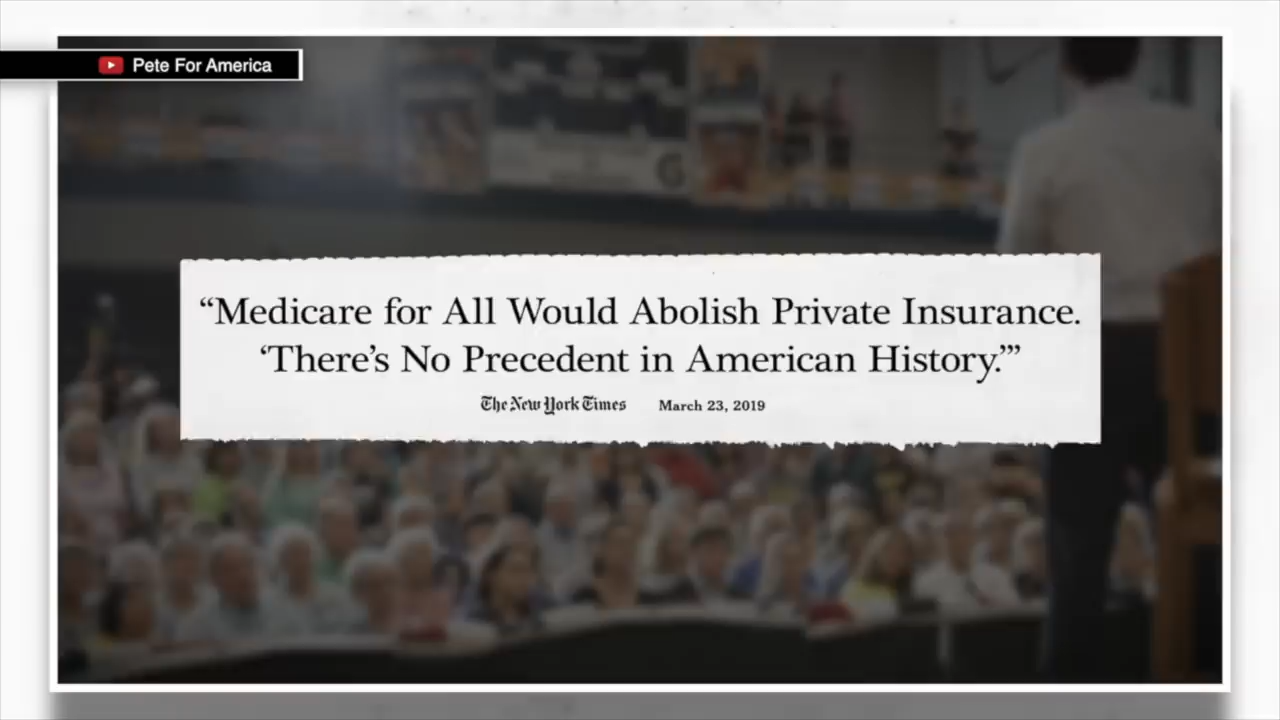 Pete For America
“Medicare for All Would Abolish Private Insurance.
‘There’s No Precedent in American History.’”
The New York Times March 23, 2019